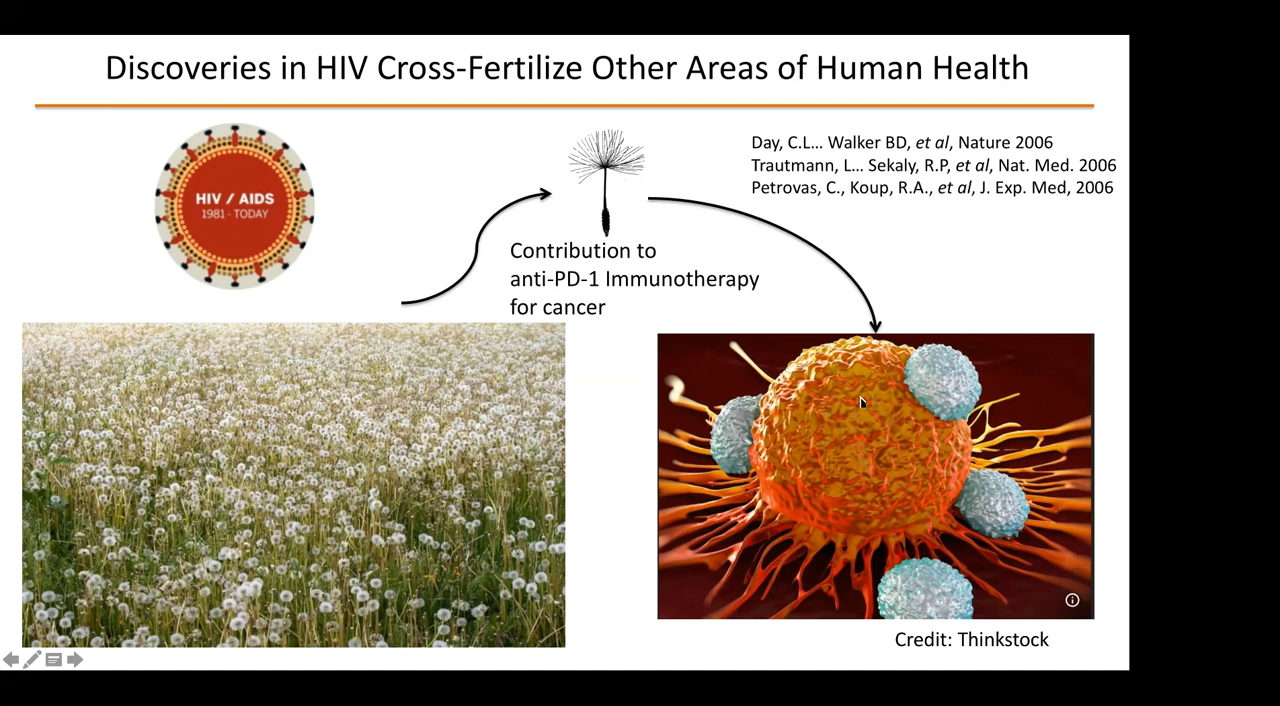 Discoveries in HIV Cross-Fertilize Other Areas of Human Health
HIV / AIDS
1981 - TODAY
Day, C.L... Walker BD, et al, Nature 2006
Trautmann, L... Sekaly, R.P, et al, Nat. Med. 2006
Petrovas, C., Koup, R.A., et al, J. Exp. Med, 2006
Contribution to
anti-PD-1 Immunotherapy
for cancer
Credit: Thinkstock